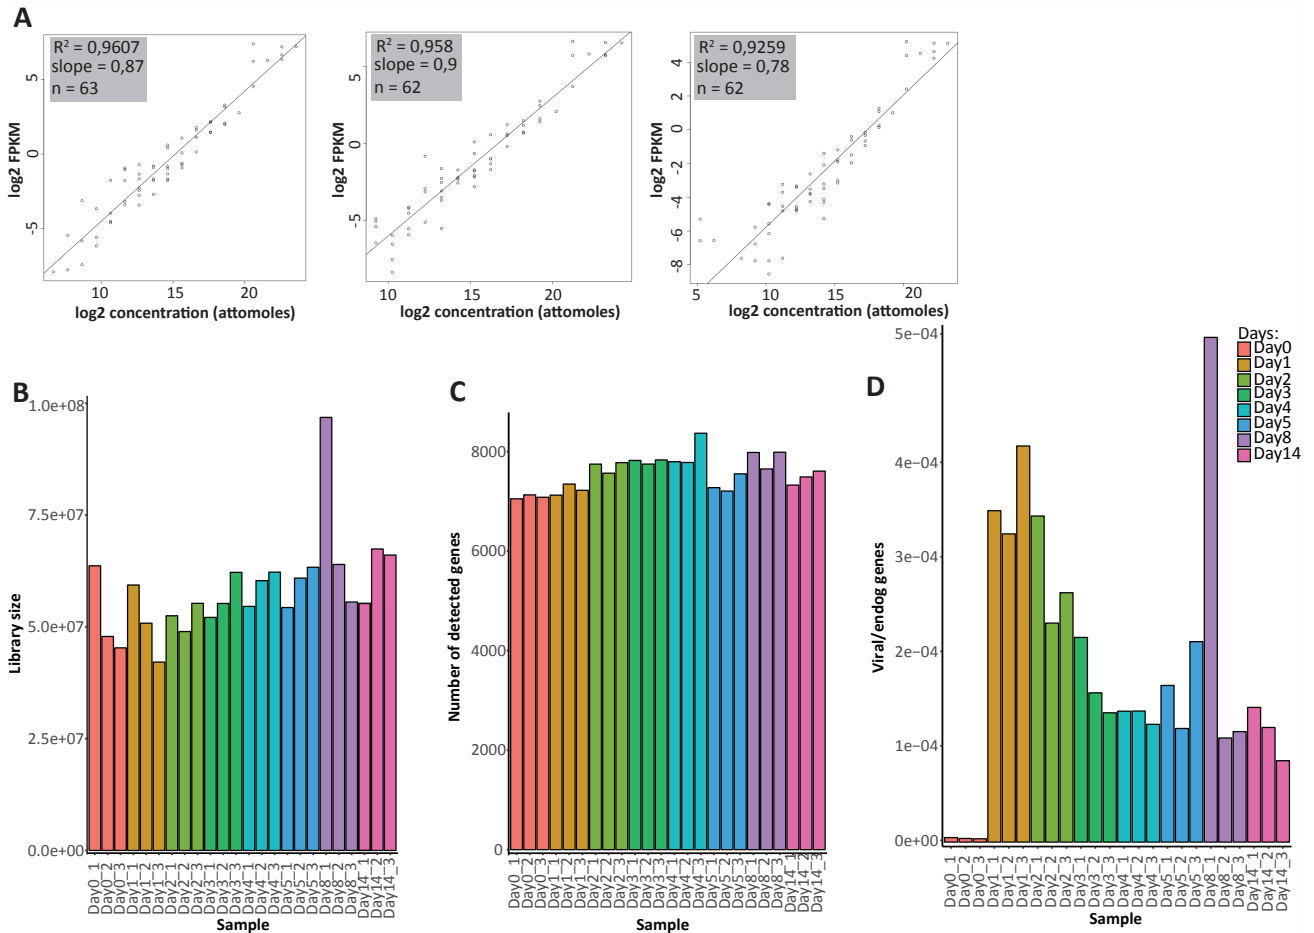 A
R² = 0,9607
slope = 0,87
n = 63
log2 FPKM
5
0
-5
10
15
20
log2 concentration (attomoles)
R² = 0,958
slope = 0,9
n = 62
log2 FPKM
5
0
-5
10
15
20
log2 concentration (attomoles)
R² = 0,9259
slope = 0,78
n = 62
log2 FPKM
4
2
0
-2
-4
-6
-8
5
10
15
20
log2 concentration (attomoles)
B
Library size
1.0e+08
7.5e+07
5.0e+07
2.5e+07
0.0e+00
Day0_1
Day0_2
Day0_3
Day1_1
Day1_2
Day1_3
Day2_1
Day2_2
Day2_3
Day3_1
Day3_2
Day3_3
Day4_1
Day4_2
Day4_3
Day5_1
Day5_2
Day5_3
Day8_1
Day8_2
Day8_3
Day14_1
Day14_2
Day14_3
Sample
C
Number of detected genes
8000
6000
4000
2000
0
Day0_1
Day0_2
Day0_3
Day1_1
Day1_2
Day1_3
Day2_1
Day2_2
Day2_3
Day3_1
Day3_2
Day3_3
Day4_1
Day4_2
Day4_3
Day5_1
Day5_2
Day5_3
Day8_1
Day8_2
Day8_3
Day14_1
Day14_2
Day14_3
Sample
D
Viral/endog genes
5e−04
4e−04
3e−04
2e−04
1e−04
0e+00
Day0_1
Day0_2
Day0_3
Day1_1
Day1_2
Day1_3
Day2_1
Day2_2
Day2_3
Day3_1
Day3_2
Day3_3
Day4_1
Day4_2
Day4_3
Day5_1
Day5_2
Day5_3
Day8_1
Day8_2
Day8_3
Day14_1
Day14_2
Day14_3
Sample
Days:
Day0
Day1
Day2
Day3
Day4
Day5
Day8
Day14